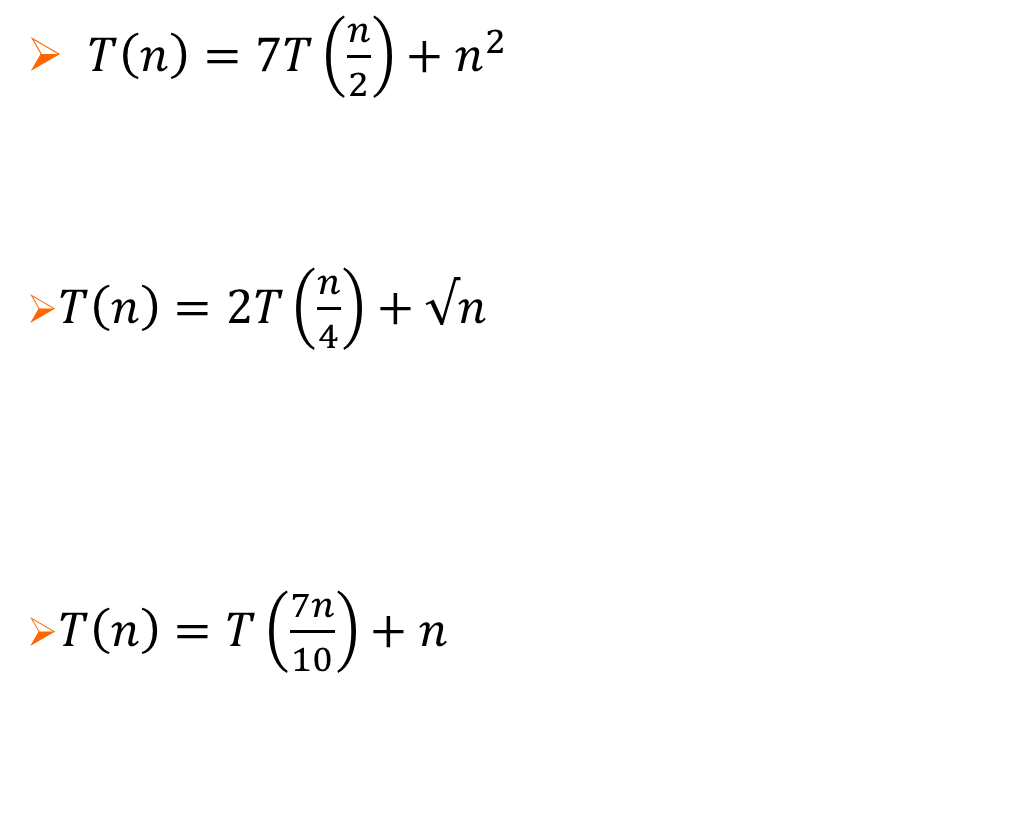 ➢ T(n) = 7T(n/2) + n²
➢T(n) = 2T(n/4) + √n
➢T(n) = T(7n/10) + n